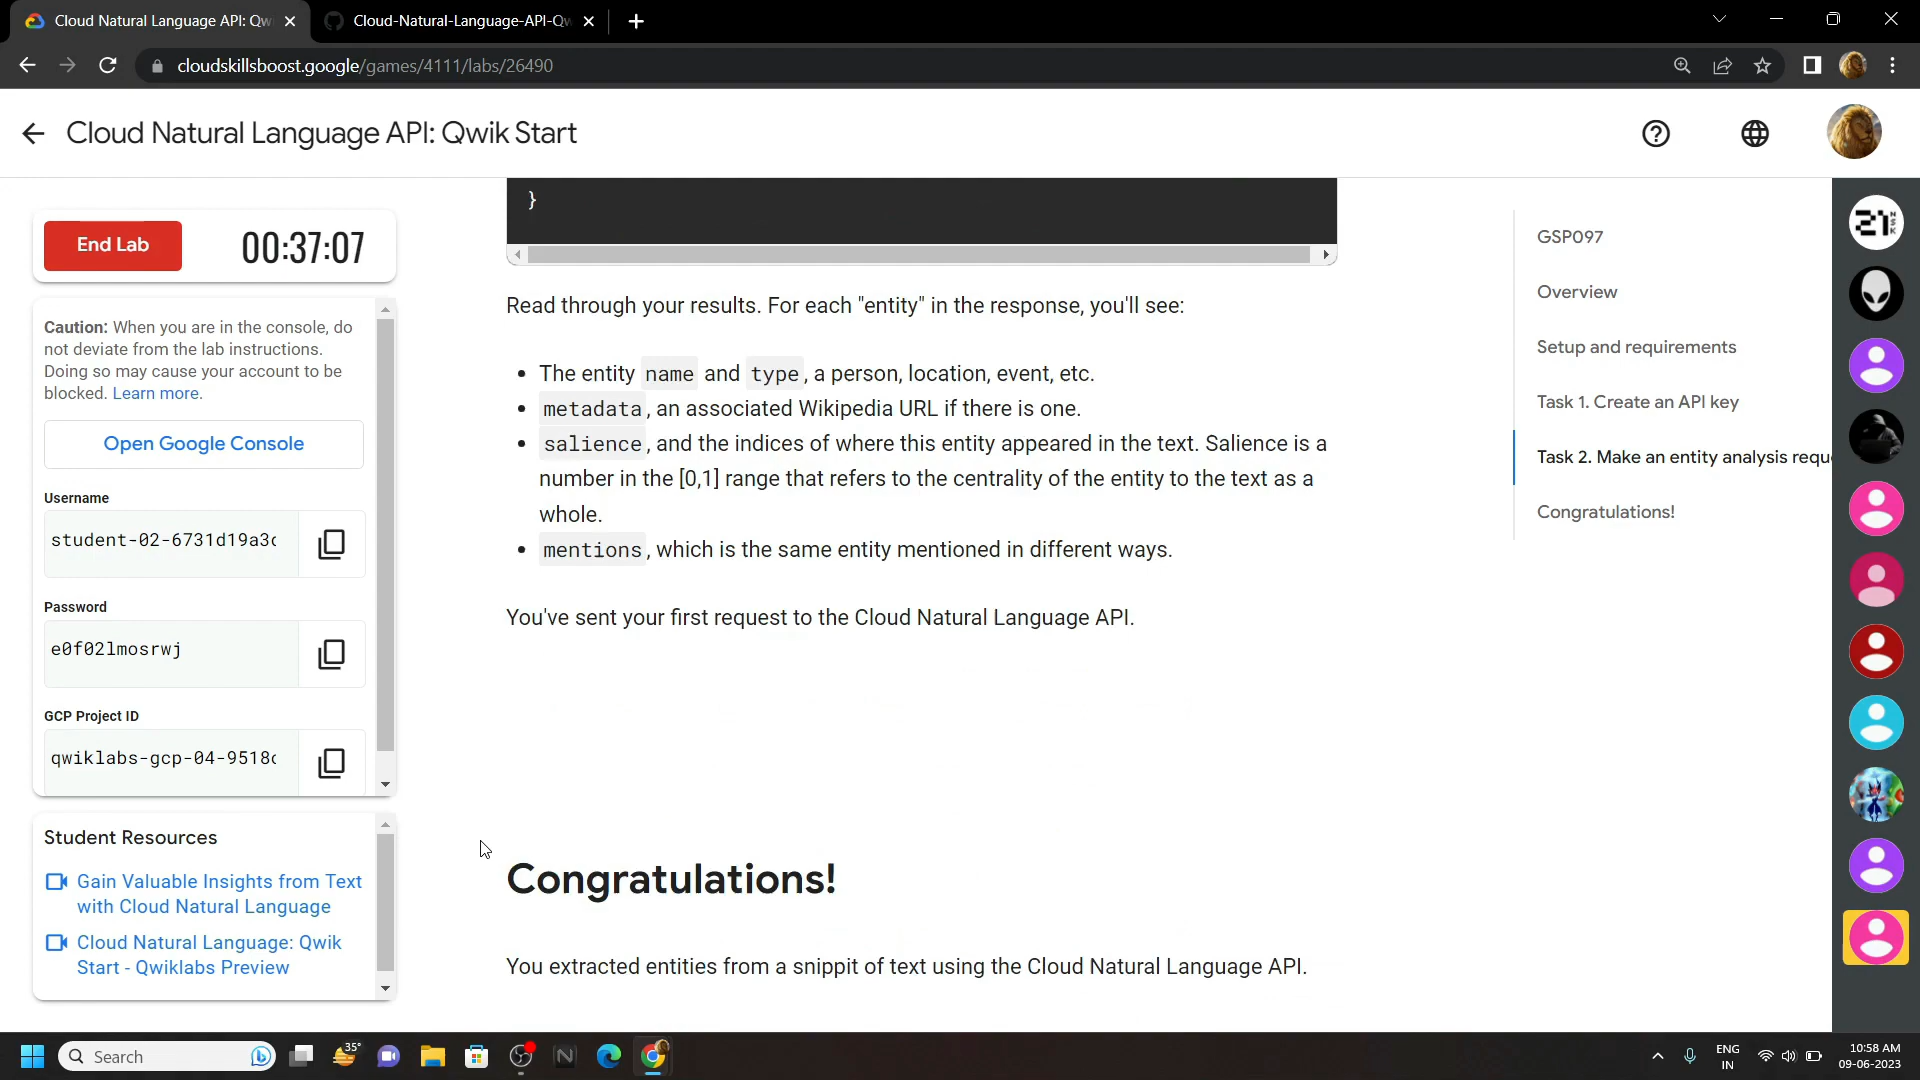 Cloud Natural Language API: Qw
Cloud-Natural-Language-API-Qw
cloudskillsboost.google/games/4111/labs/26490
Cloud Natural Language API: Qwik Start
End Lab
00:37:07
Caution: When you are in the console, do
not deviate from the lab instructions.
Doing so may cause your account to be
blocked. Learn more.
Open Google Console
Username
student-02-6731d19a3c
Password
e0f02lmosrwj
GCP Project ID
qwiklabs-gcp-04-9518c
Student Resources
Gain Valuable Insights from Text
with Cloud Natural Language
Cloud Natural Language: Qwik
Start - Qwiklabs Preview
}
Read through your results. For each "entity" in the response, you'll see:
• The entity name and type, a person, location, event, etc.
• metadata, an associated Wikipedia URL if there is one.
• salience, and the indices of where this entity appeared in the text. Salience is a
number in the [0,1] range that refers to the centrality of the entity to the text as a
whole.
• mentions, which is the same entity mentioned in different ways.
You've sent your first request to the Cloud Natural Language API.
Congratulations!
You extracted entities from a snippit of text using the Cloud Natural Language API.
GSP097
Overview
Setup and requirements
Task 1. Create an API key
Task 2. Make an entity analysis requ
Congratulations!
21
NSK
Search
35°
ENG
IN
10:58 AM
09-06-2023